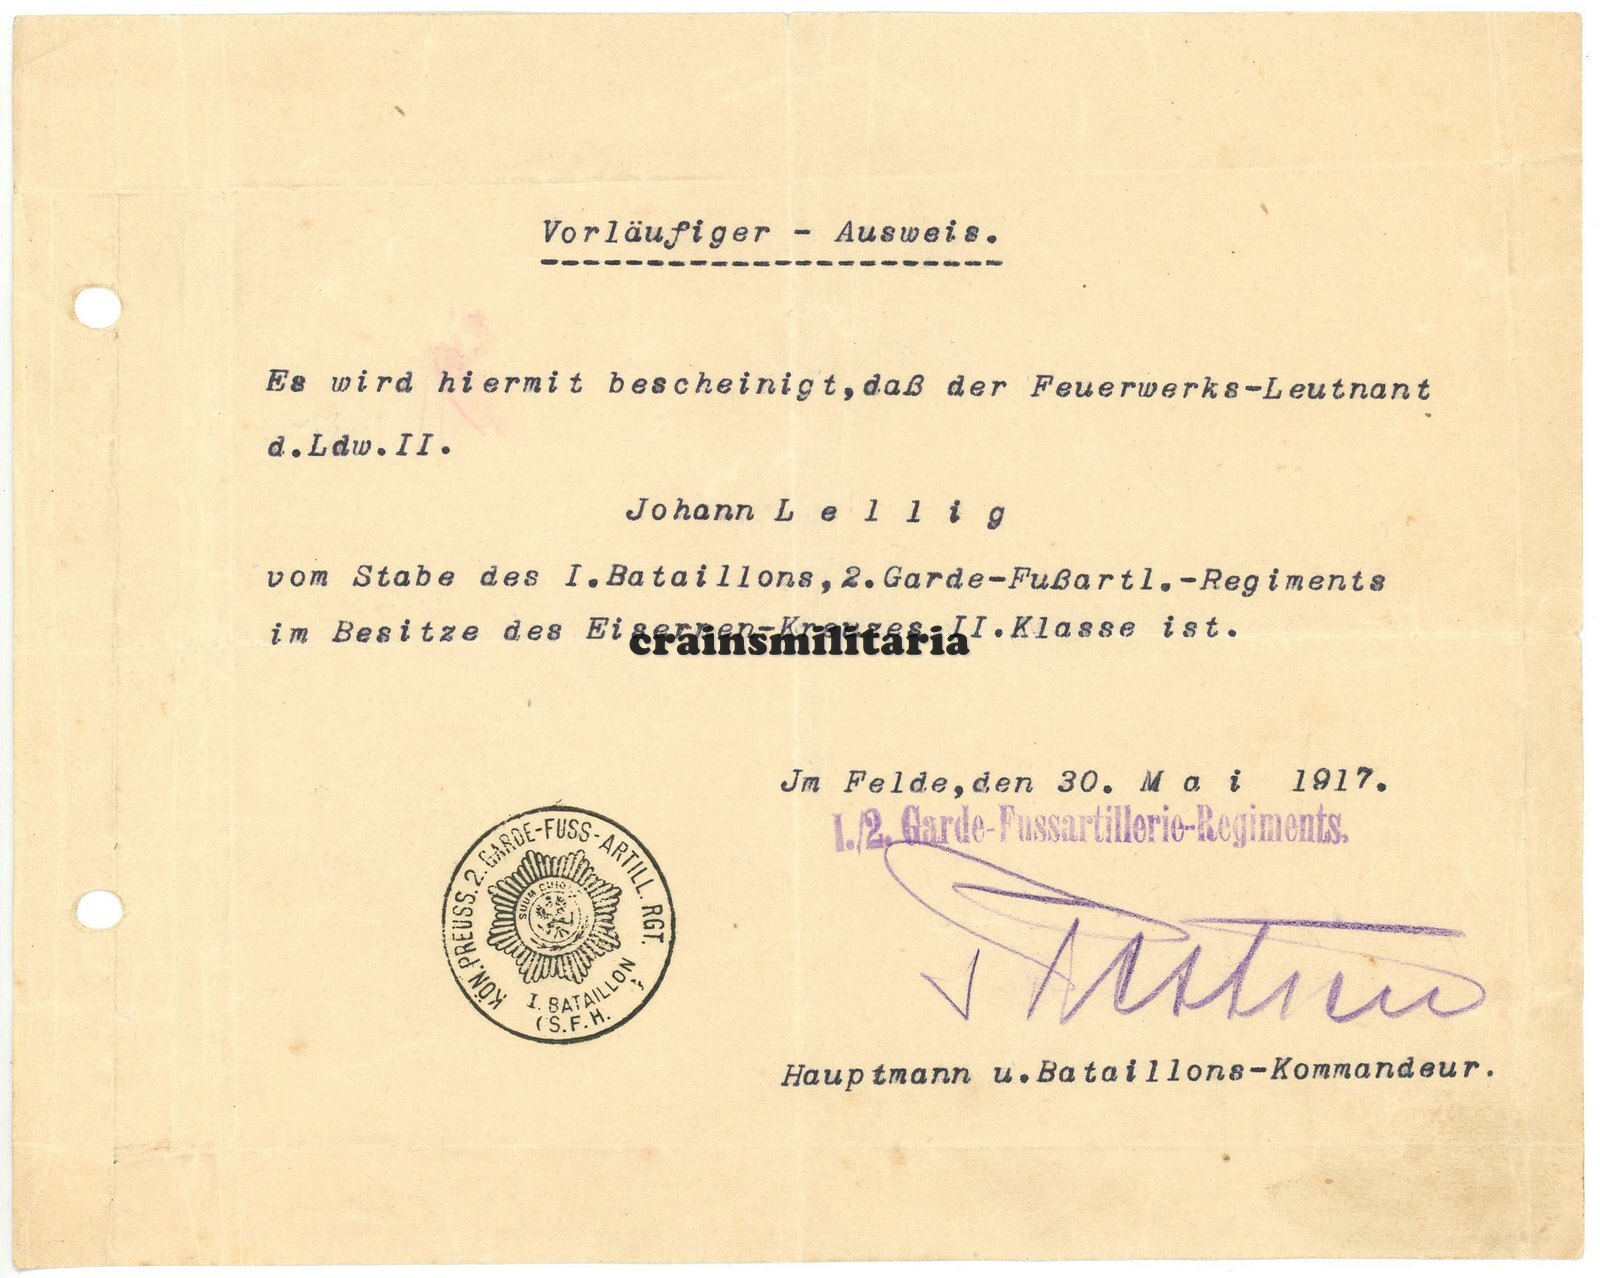 Vorläufiger - Ausweis.
Es wird hiermit bescheinigt,daß der Feuerwerks-Leutnant
d.Ldw.II.
Johann L e l l i g
vom Stabe des I.Bataillons,2.Garde-Fußartl.-Regiments
im Besitze des Eisernen-Kreuzes II.Klasse ist.
crainsmilitaria
Jm Felde,den 30. M a i 1917.
I./2. Garde-Fussartillerie-Regiments.
KÖN. PREUSS. 2. GARDE-FUSS-ARTILL. RGT.
SUUM CUIQUE
I. BATAILLON
(S.F.H.
Hauptmann u.Bataillons-Kommandeur.